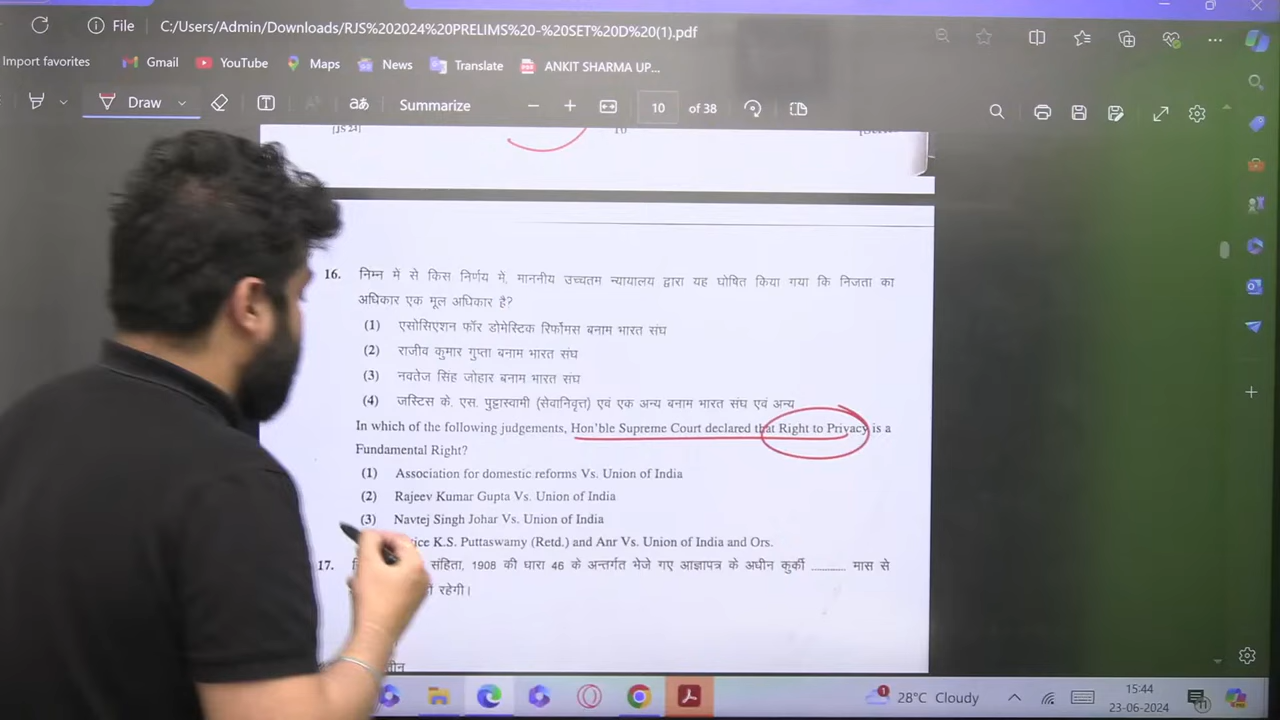 File C:/Users/Admin/Downloads/RJS%202024%20PRELIMS%20-%20SET%20D%20(1).pdf
Import favorites Gmail YouTube Maps News Translate ANKIT SHARMA UP...
Draw aあ Summarize 10 of 38
[JS24] 10
16. निम्न में से किस निर्णय में, माननीय उच्चतम न्यायालय द्वारा यह घोषित किया गया कि निजता का
अधिकार एक मूल अधिकार है?
(1) एसोसिएशन फॉर डोमेस्टिक रिर्फोमस बनाम भारत संघ
(2) राजीव कुमार गुप्ता बनाम भारत संघ
(3) नवतेज सिंह जोहार बनाम भारत संघ
(4) जस्टिस के. एस. पुट्टास्वामी (सेवानिवृत्त) एवं एक अन्य बनाम भारत संघ एवं अन्य
In which of the following judgements, Hon'ble Supreme Court declared that Right to Privacy is a
Fundamental Right?
(1) Association for domestic reforms Vs. Union of India
(2) Rajeev Kumar Gupta Vs. Union of India
(3) Navtej Singh Johar Vs. Union of India
K.S. Puttaswamy (Retd.) and Anr Vs. Union of India and Ors.
17. संहिता, 1908 की धारा 46 के अन्तर्गत भेजे गए आज्ञापत्र के अधीन कुर्की ............ मास से
रहेगी।
28°C Cloudy 15:44
23-06-2024